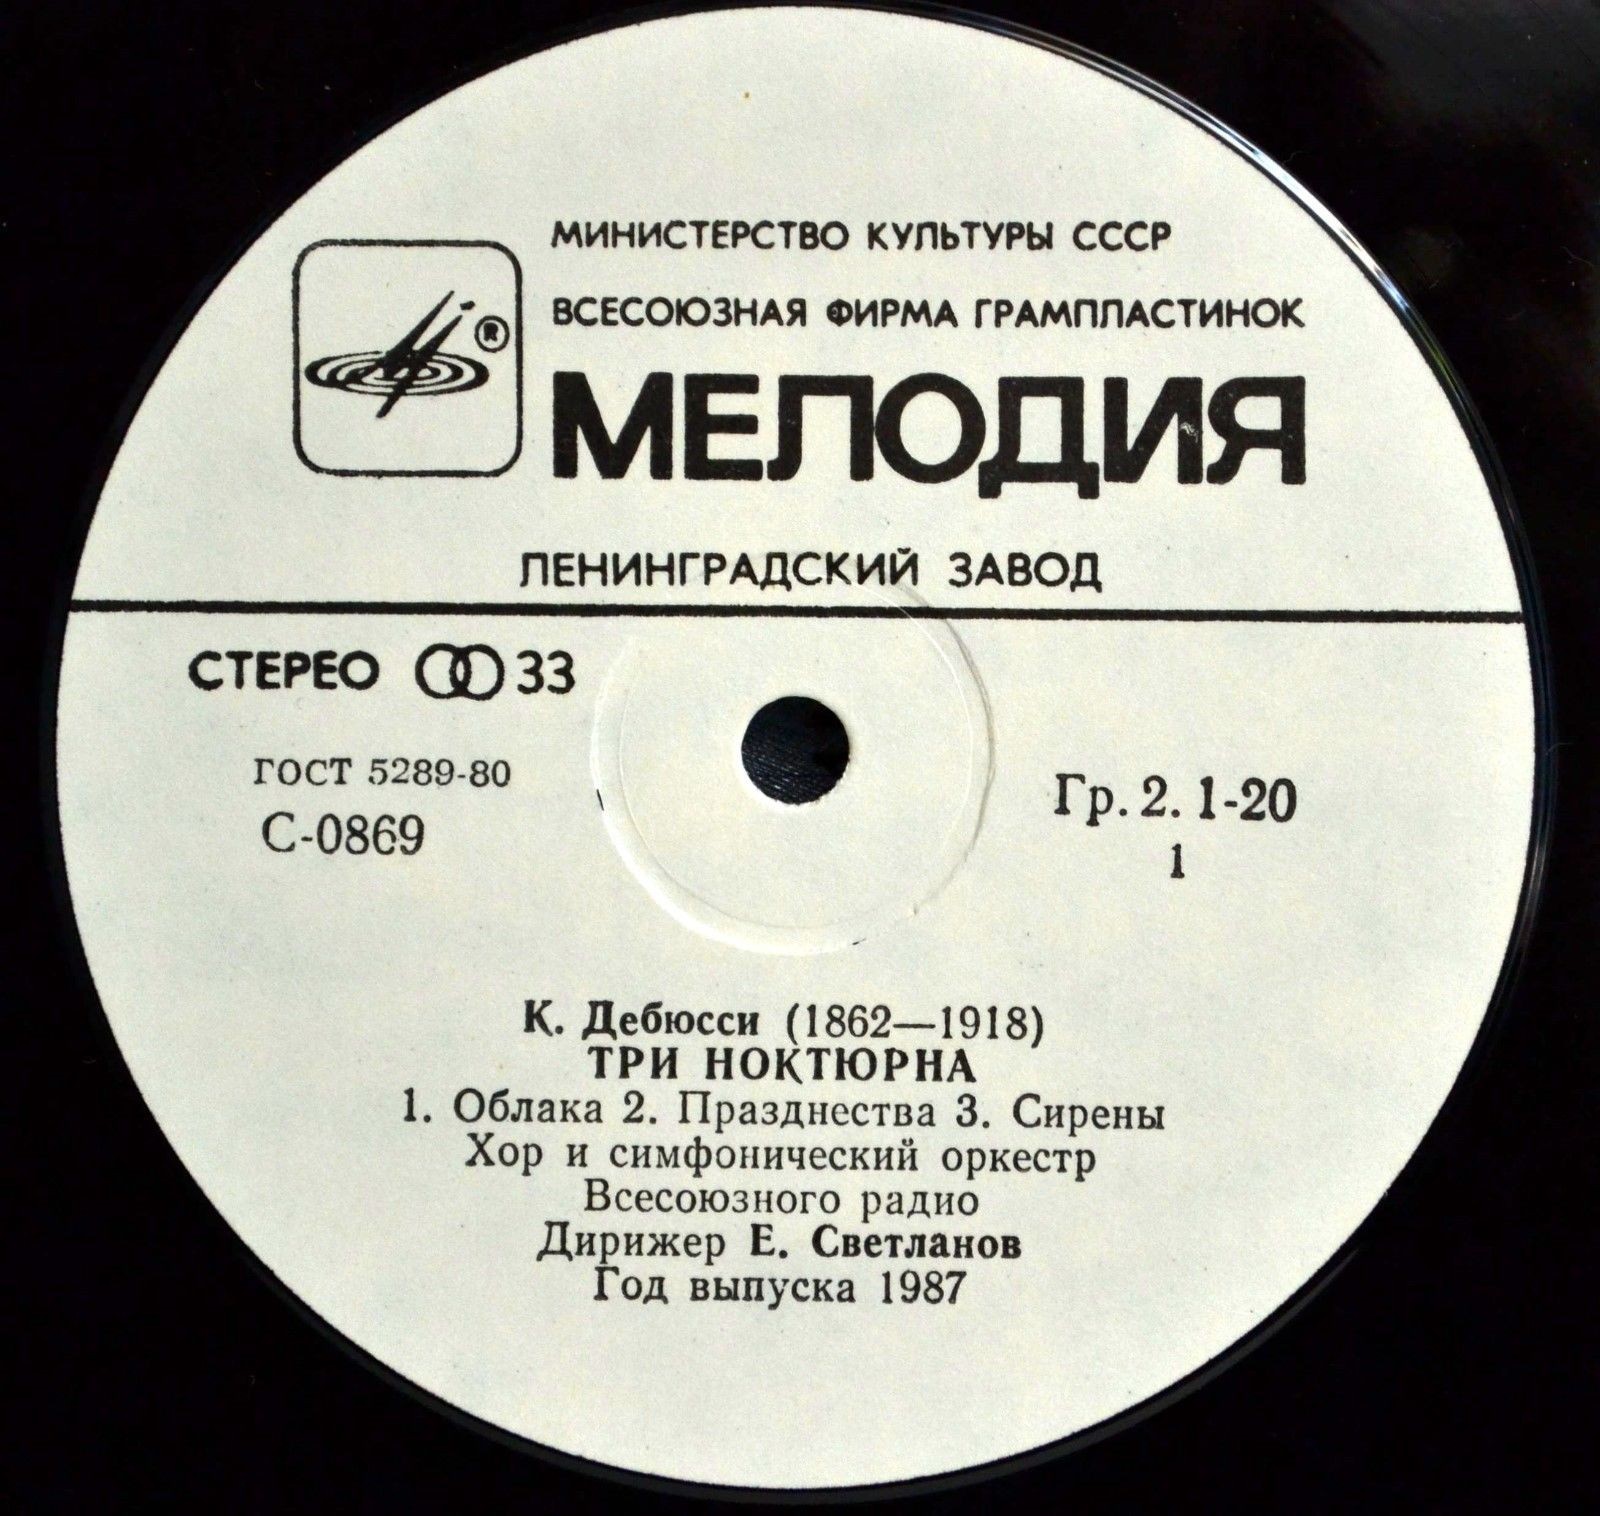 МИНИСТЕРСТВО КУЛЬТУРЫ СССР
ВСЕСОЮЗНАЯ ФИРМА ГРАМПЛАСТИНОК
®
МЕЛОДИЯ
ЛЕНИНГРАДСКИЙ ЗАВОД
СТЕРЕО 33
ГОСТ 5289-80
С-0869
Гр. 2. 1-20
1
К. Дебюсси (1862—1918)
ТРИ НОКТЮРНА
1. Облака 2. Празднества 3. Сирены
Хор и симфонический оркестр
Всесоюзного радио
Дирижер Е. Светланов
Год выпуска 1987